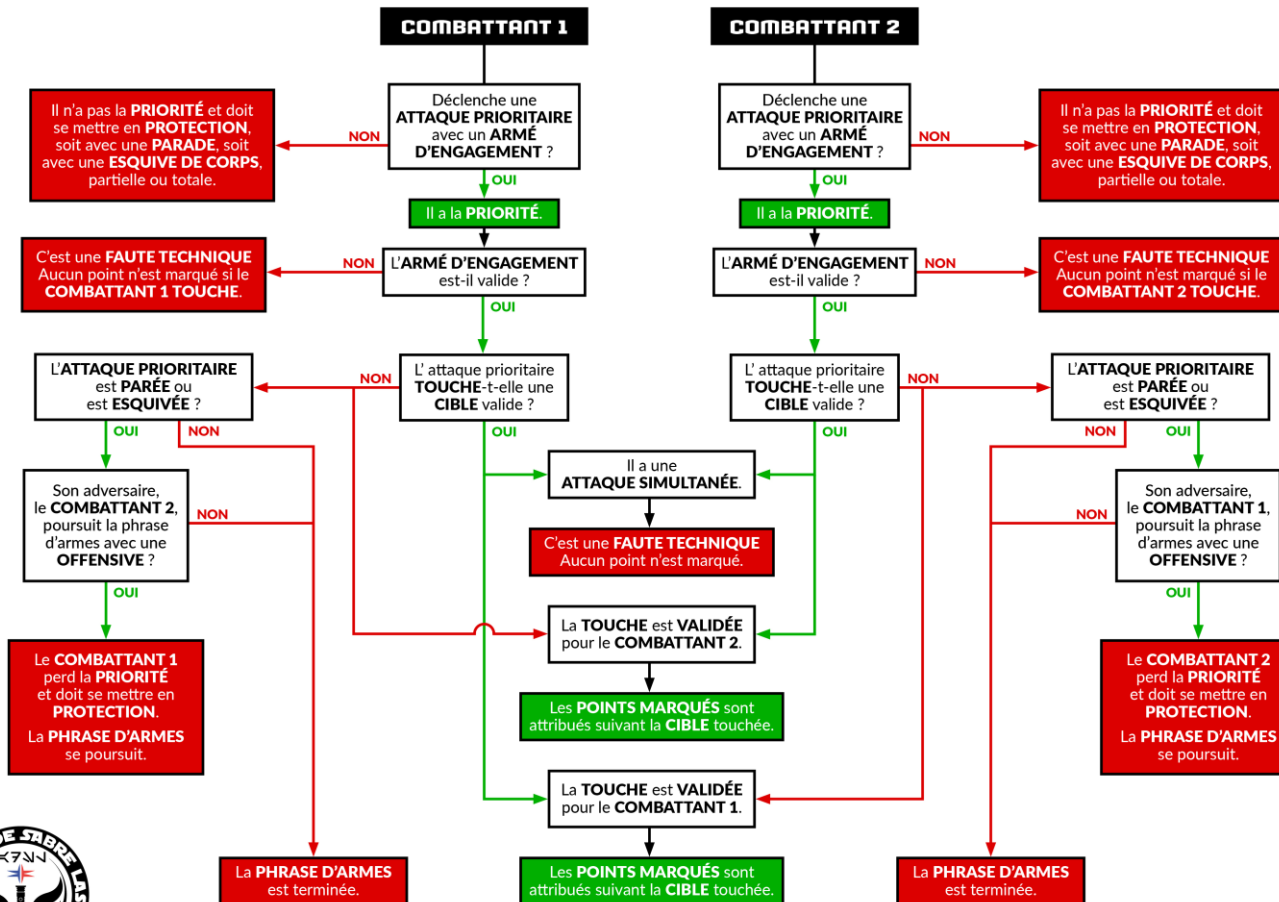 COMBATTANT 1
COMBATTANT 2
Déclenche une
ATTAQUE PRIORITAIRE
avec un ARMÉ
D'ENGAGEMENT ?
NON
Il n'a pas la PRIORITÉ et doit
se mettre en PROTECTION,
soit avec une PARADE, soit
avec une ESQUIVE DE CORPS,
partielle ou totale.
OUI
Il a la PRIORITÉ.
Déclenche une
ATTAQUE PRIORITAIRE
avec un ARMÉ
D'ENGAGEMENT ?
NON
Il n'a pas la PRIORITÉ et doit
se mettre en PROTECTION,
soit avec une PARADE, soit
avec une ESQUIVE DE CORPS,
partielle ou totale.
OUI
Il a la PRIORITÉ.
L'ARMÉ D'ENGAGEMENT
est-il valide ?
NON
C'est une FAUTE TECHNIQUE
Aucun point n'est marqué si le
COMBATTANT 1 TOUCHE.
OUI
L'ARMÉ D'ENGAGEMENT
est-il valide ?
NON
C'est une FAUTE TECHNIQUE
Aucun point n'est marqué si le
COMBATTANT 2 TOUCHE.
OUI
L' attaque prioritaire
TOUCHE-t-elle une
CIBLE valide ?
NON
OUI
L'ATTAQUE PRIORITAIRE
est PARÉE ou
est ESQUIVÉE ?
OUI
NON
Son adversaire,
le COMBATTANT 2,
poursuit la phrase
d'armes avec une
OFFENSIVE ?
NON
OUI
Le COMBATTANT 1
perd la PRIORITÉ
et doit se mettre en
PROTECTION.
La PHRASE D'ARMES
se poursuit.
La PHRASE D'ARMES
est terminée.
L' attaque prioritaire
TOUCHE-t-elle une
CIBLE valide ?
NON
OUI
L'ATTAQUE PRIORITAIRE
est PARÉE ou
est ESQUIVÉE ?
NON
OUI
Son adversaire,
le COMBATTANT 1,
poursuit la phrase
d'armes avec une
OFFENSIVE ?
NON
OUI
Le COMBATTANT 2
perd la PRIORITÉ
et doit se mettre en
PROTECTION.
La PHRASE D'ARMES
se poursuit.
La PHRASE D'ARMES
est terminée.
Il a une
ATTAQUE SIMULTANÉE.
C'est une FAUTE TECHNIQUE
Aucun point n'est marqué.
La TOUCHE est VALIDÉE
pour le COMBATTANT 2.
Les POINTS MARQUÉS sont
attribués suivant la CIBLE touchée.
La TOUCHE est VALIDÉE
pour le COMBATTANT 1.
Les POINTS MARQUÉS sont
attribués suivant la CIBLE touchée.
DE SABRE LAS